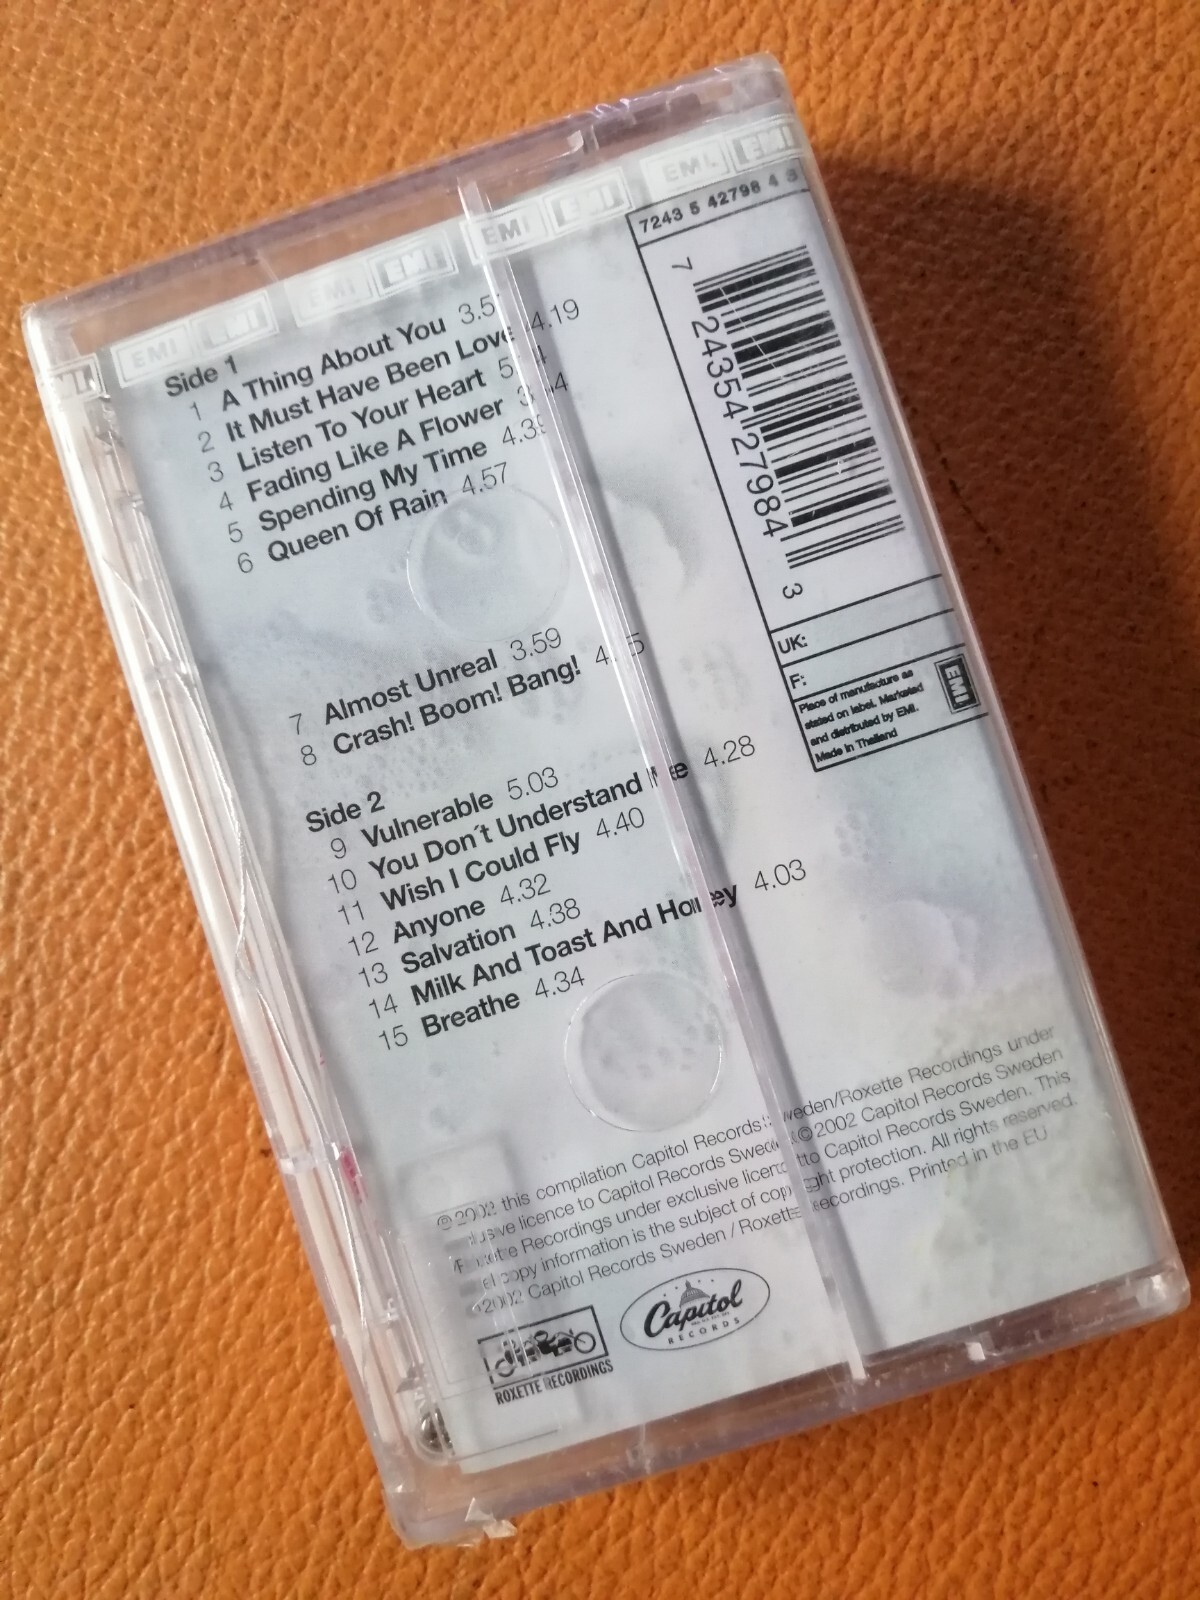 EMI EMI EMI EMI EMI EMI EMI EMI EMI
7243 5 42798 4
7 24354 27984 3
Side 1
1 A Thing About You
2 It Must Have Been Love 4.19
3 Listen To Your Heart
4 Fading Like A Flower
5 Spending My Time
6 Queen Of Rain 4.57
7 Almost Unreal 3.59
8 Crash! Boom! Bang!
Side 2
9 Vulnerable 5.03
10 You Don´t Understand Me 4.28
11 Wish I Could Fly 4.40
12 Anyone 4.32
13 Salvation 4.38
14 Milk And Toast And Honey 4.03
15 Breathe 4.34
UK:
F:
Place of manufacture as
stated on label. Marketed
and distributed by EMI.
Made in Thailand
EMI
this compilation Capitol Records Sweden/Roxette Recordings under
licence to Capitol Records Sweden ©2002 Capitol Records Sweden
Recordings under exclusive licence to Capitol Records Sweden. This
copy information is the subject of copyright protection. All rights reserved.
2002 Capitol Records Sweden / Roxette Recordings. Printed in the EU
ROXETTE RECORDINGS
Capitol
RECORDS